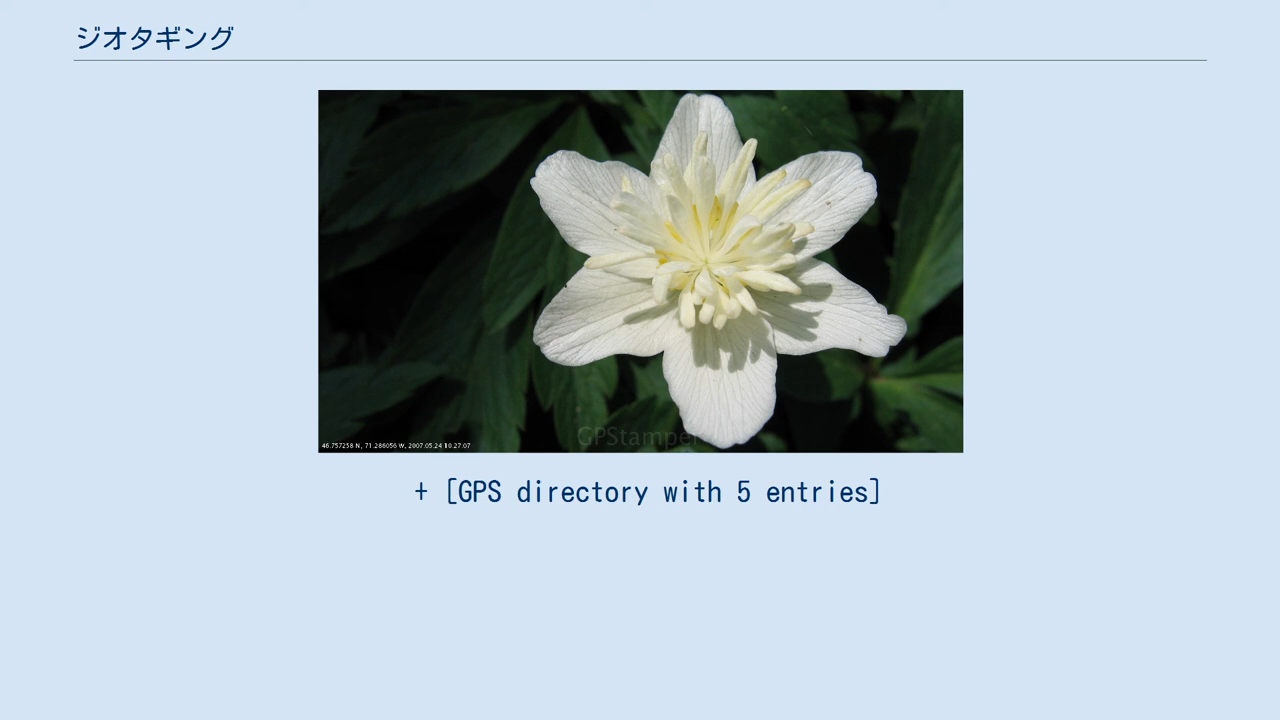 ジオタギング
46.757258 N, 71.286056 W, 2007.05.24 10.27.07
GPStamper
+ [GPS directory with 5 entries]